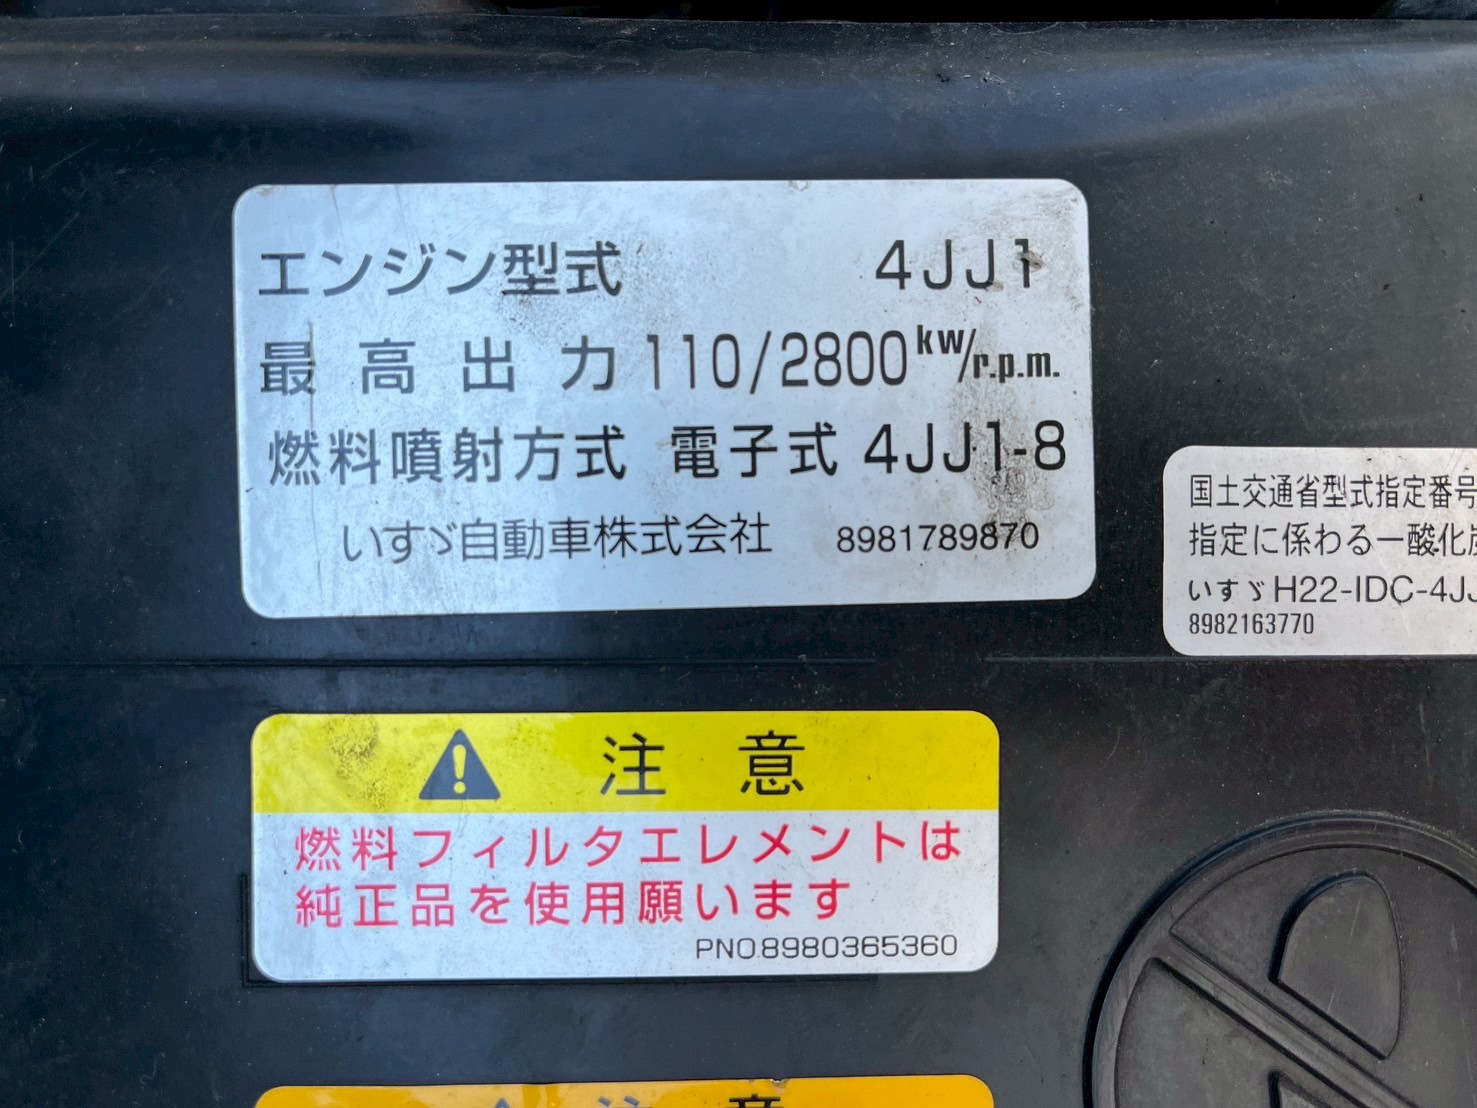 エンジン型式 4JJ1
最高出力 110/2800 kw/r.p.m.
燃料噴射方式 電子式 4JJ1-8
いすゞ自動車株式会社 8981789870
国土交通省型式指定番号
指定に係わる一酸化炭
いすゞH22-IDC-4JJ
8982163770
注意
燃料フィルタエレメントは
純正品を使用願います
PNO.8980365360
注意